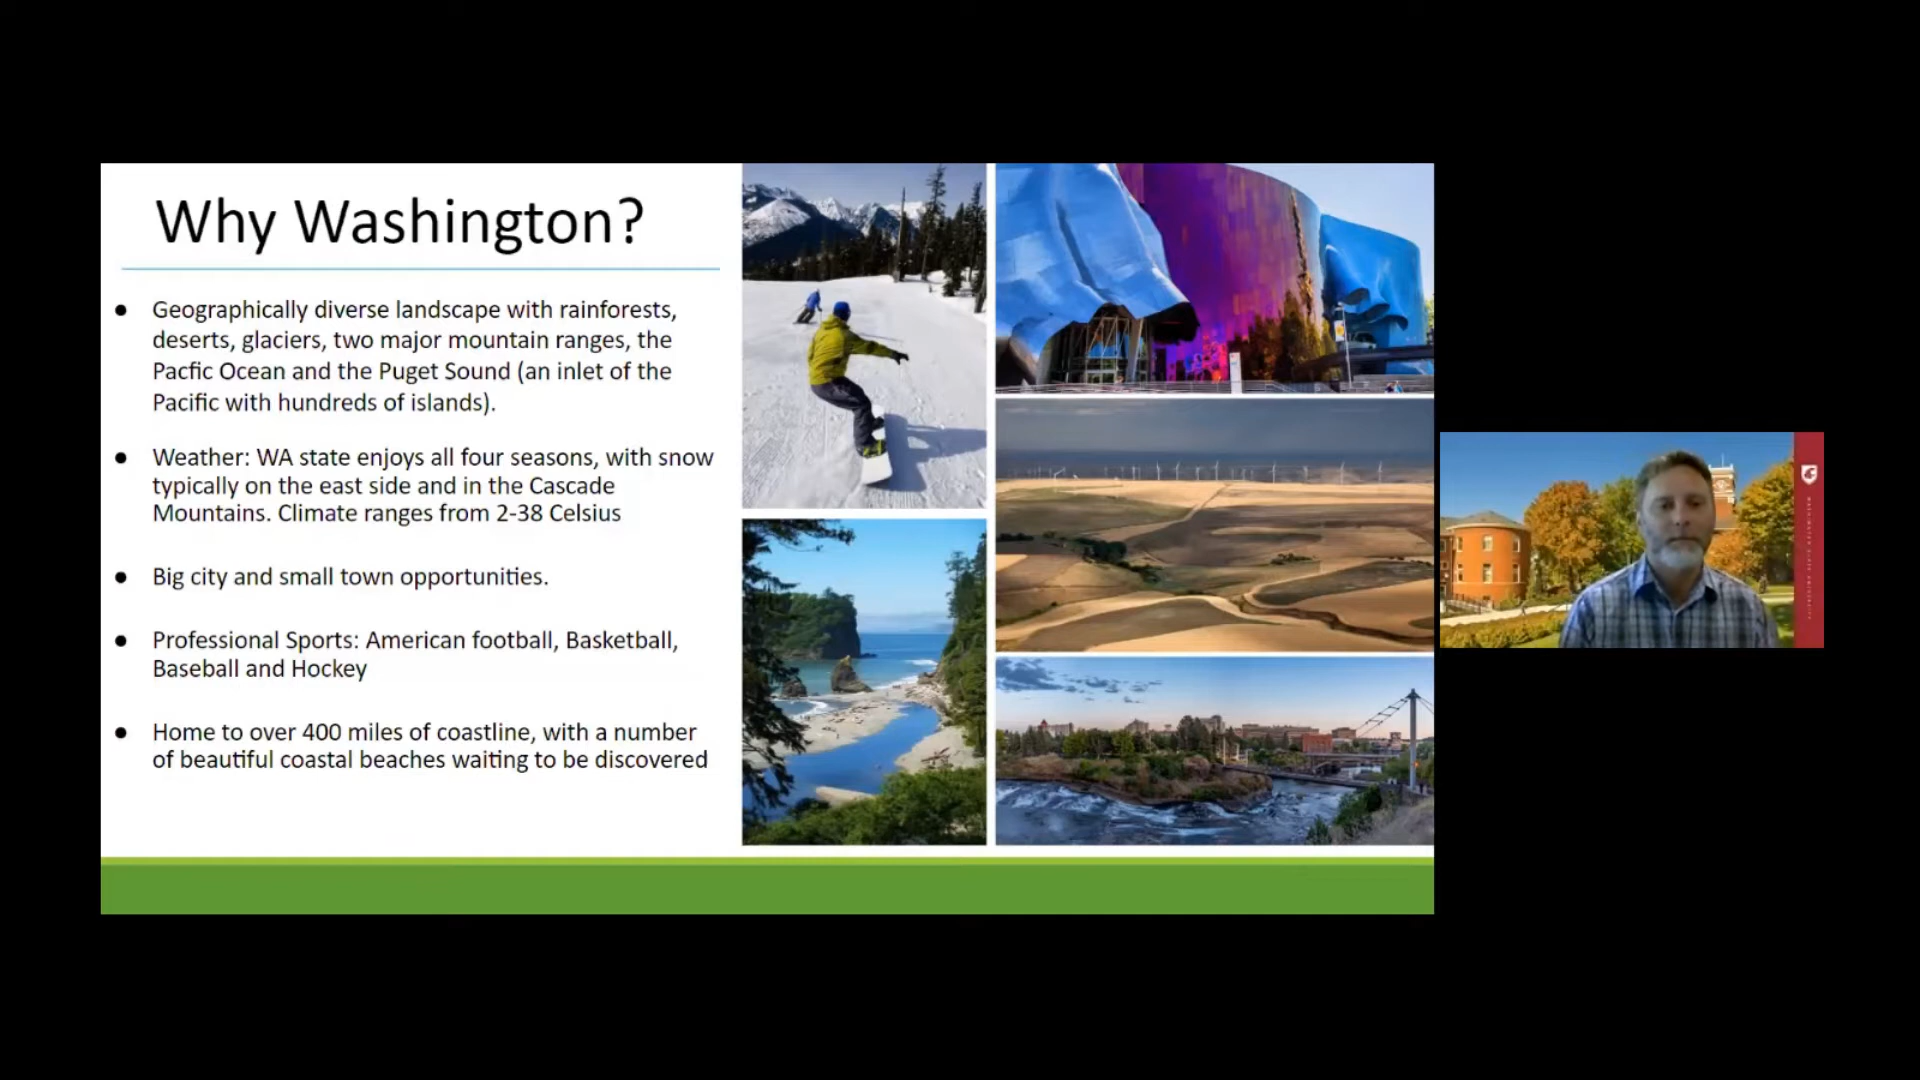 Why Washington?
● Geographically diverse landscape with rainforests,
deserts, glaciers, two major mountain ranges, the
Pacfic Ocean and the Puget Sound (an inlet of the
Pacific with hundreds of islands).
● Weather: WA state enjoys all four seasons, with snow
typically on the east side and in the Cascade
Mountains. Climate ranges from 2-38 Celsius
● Big city and small town opportunities.
● Professional Sports: American football, Basketball,
Baseball and Hockey
● Home to over 400 miles of coastline, with a number
of beautiful coastal beaches waiting to be discovered